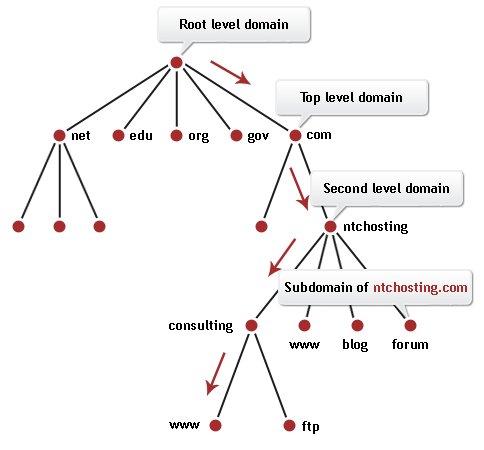 Root level domain
Top level domain
net
edu
org
gov
com
Second level domain
ntchosting
Subdomain of ntchosting.com
consulting
www
blog
forum
www
ftp